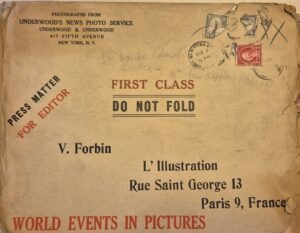 PHOTOGRAPHS FROM
UNDERWOOD'S NEWS PHOTO SERVICE
UNDERWOOD & UNDERWOOD
417 FIFTH AVENUE
NEW YORK, N. Y.
PRESS MATTER
FOR EDITOR
FIRST CLASS
DO NOT FOLD
V. Forbin
L' Illustration
Rue Saint George 13
Paris 9, France
WORLD EVENTS IN PICTURES